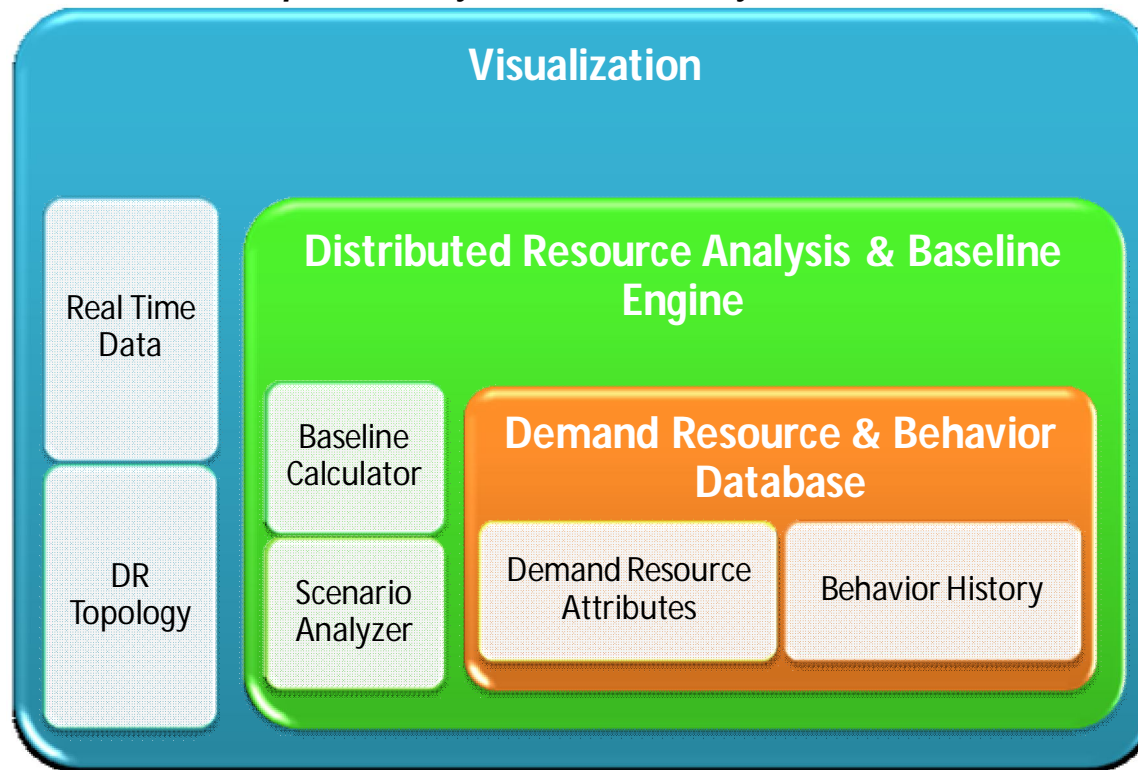 Visualization
Real Time
Data
DR
Topology
Distributed Resource Analysis & Baseline
Engine
Baseline
Calculator
Scenario
Analyzer
Demand Resource & Behavior
Database
Demand Resource
Attributes
Behavior History